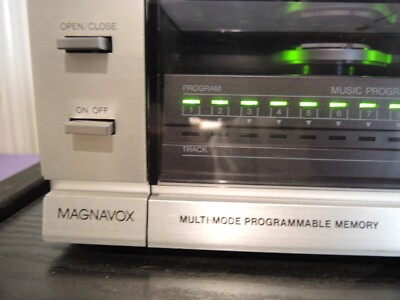 OPEN/CLOSE
PROGRAM MUSIC PROG
ON OFF
1 2 3 4 5 6 7
TRACK
MAGNAVOX MULTI-MODE PROGRAMMABLE MEMORY